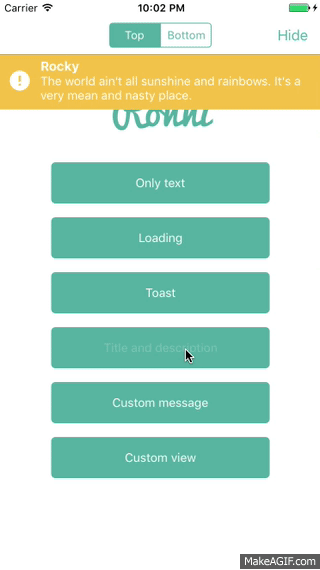 Carrier 10:02 PM
Top Bottom Hide
Rocky
The world ain't all sunshine and rainbows. It's a
very mean and nasty place.
Ronni
Only text
Loading
Toast
Title and description
Custom message
Custom view
MakeAGIF.com